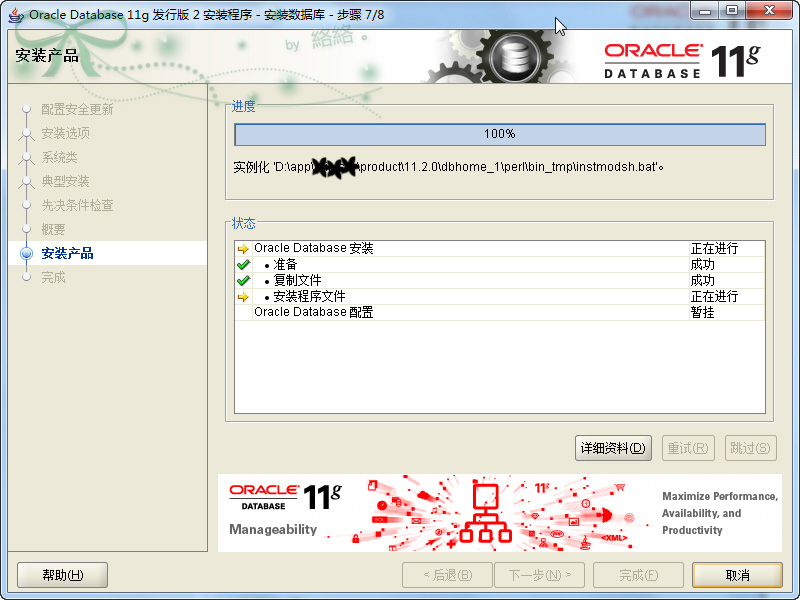 Oracle Database 11g 发行版 2 安装程序 - 安装数据库 - 步骤 7/8
安装产品
by 絡絡。
ORACLE
DATABASE
11g
配置安全更新
安装选项
系统类
典型安装
先决条件检查
概要
安装产品
完成
进度
100%
实例化 'D:\app\ \product\11.2.0\dbhome_1\perl\bin_tmp\instmodsh.bat'。
状态
Oracle Database 安装 正在进行
• 准备 成功
• 复制文件 成功
• 安装程序文件 正在进行
Oracle Database 配置 暂挂
详细资料(D) 重试(R) 跳过(S)
ORACLE
DATABASE
11g
Manageability
11g
<XML>
Maximize Performance,
Availability, and
Productivity
帮助(H) < 后退(B) 下一步(N) > 完成(F) 取消